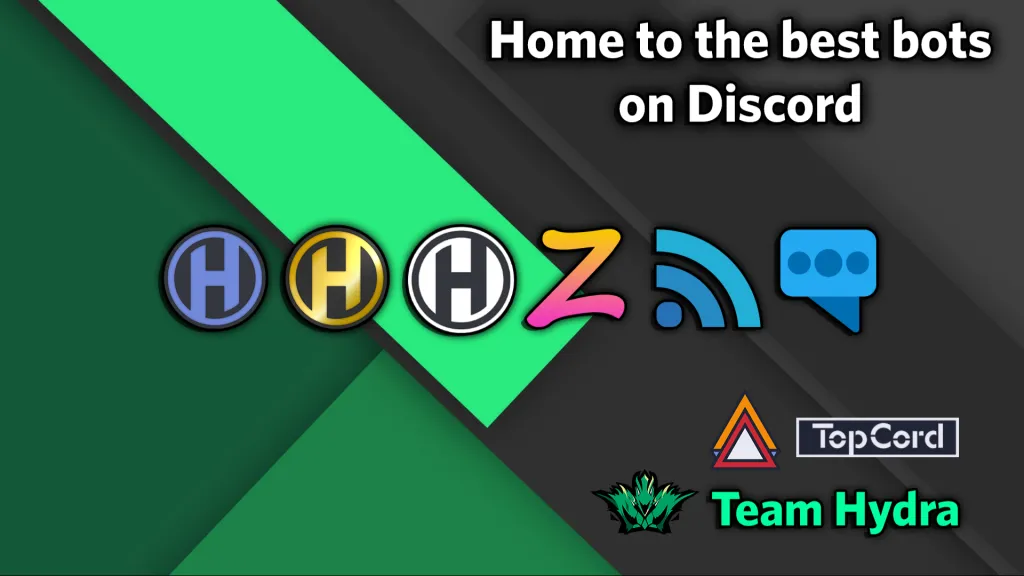 Home to the best bots
on Discord
H
H
H
Z
TopCord
Team Hydra